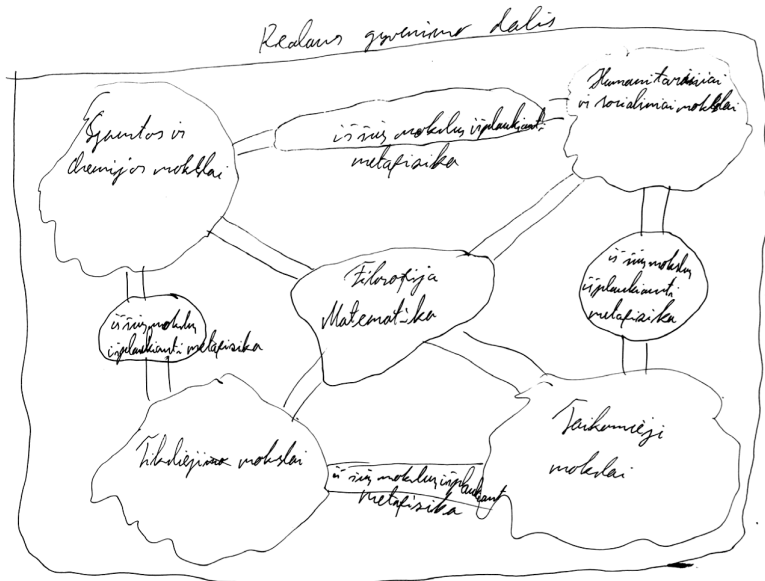 Realaus gyvenimo dalis
Gamtos ir
chemijos mokslai
iš šių mokslų išplaukianti
metafizika
Humanitariniai
ir socialiniai mokslai
Filosofija
Matematika
iš šių mokslų
išplaukianti metafizika
iš šių mokslų
išplaukianti
metafizika
Tikslieji mokslai
iš šių mokslų išplaukianti
metafizika
Taikomieji
mokslai